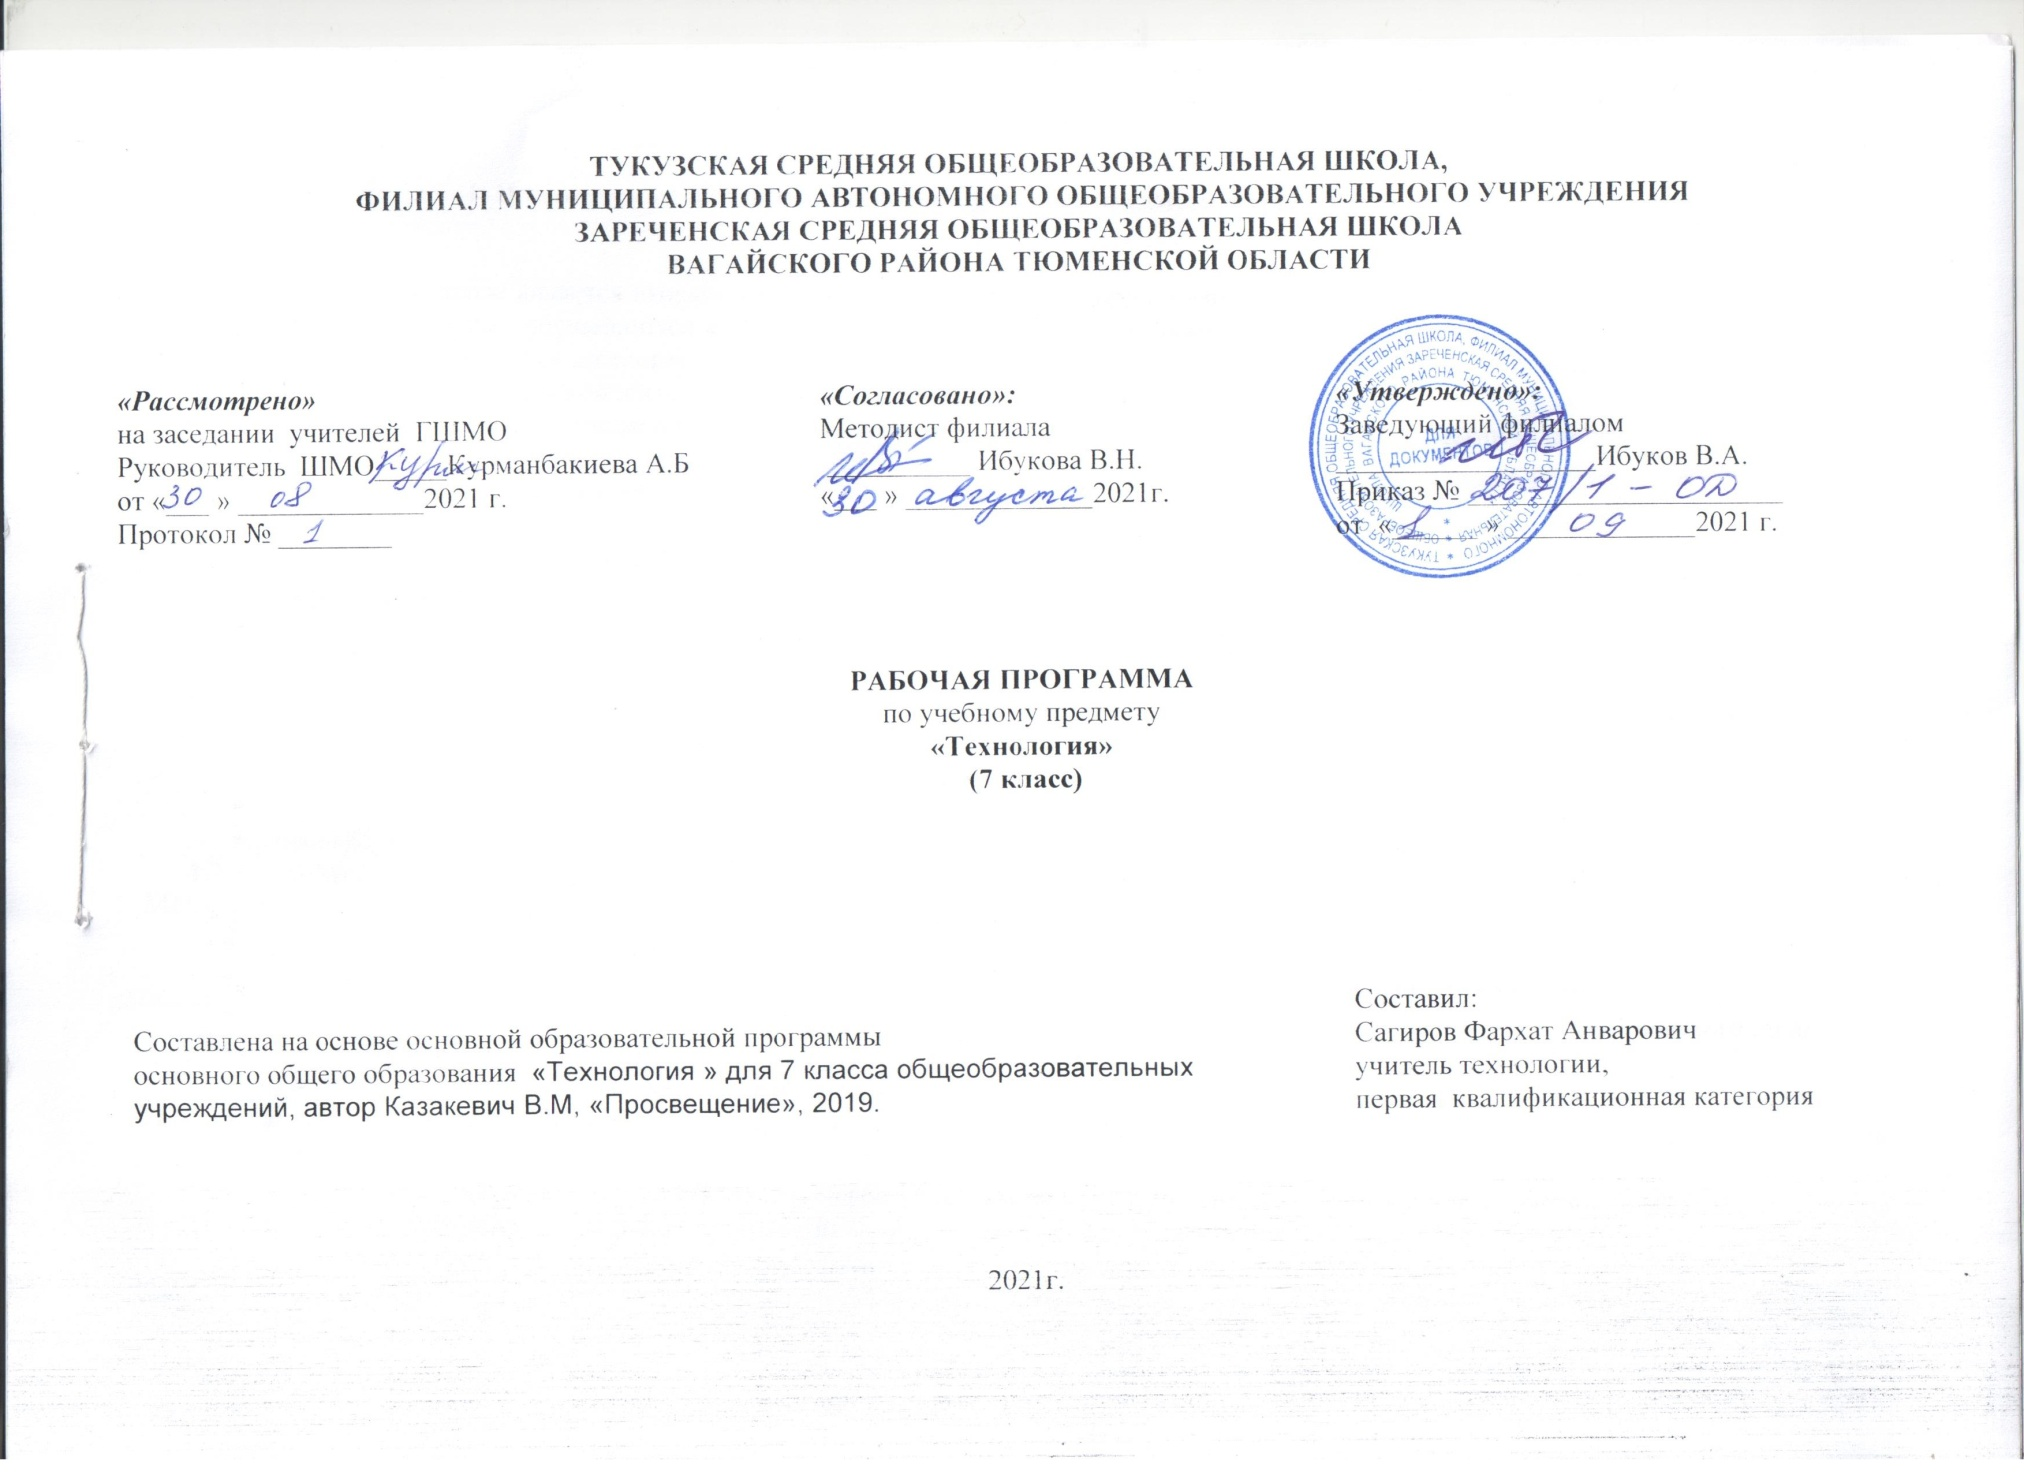 ТУКУЗСКАЯ СРЕДНЯЯ ОБЩЕОБРАЗОВАТЕЛЬНАЯ ШКОЛА,
ФИЛИАЛ МУНИЦИПАЛЬНОГО АВТОНОМНОГО ОБЩЕОБРАЗОВАТЕЛЬНОГО УЧРЕЖДЕНИЯ
ЗАРЕЧЕНСКАЯ СРЕДНЯЯ ОБЩЕОБРАЗОВАТЕЛЬНАЯ ШКОЛА
ВАГАЙСКОГО РАЙОНА ТЮМЕНСКОЙ ОБЛАСТИ
«Рассмотрено»
на заседании учителей ГШМО
Руководитель ШМО Курманбакиева А.Б
от «30 » 08 2021 г.
Протокол № 1
«Согласовано»:
Методист филиала
Ибукова В.Н.
«30 » августа 2021г.
«Утверждено»:
Заведующий филиалом
Ибуков В.А.
Приказ № 207/1 - ОД
от «1 » 09 2021 г.
ДЛЯ
ДОКУМЕНТОВ
РАБОЧАЯ ПРОГРАММА
по учебному предмету
«Технология»
(7 класс)
Составлена на основе основной образовательной программы
основного общего образования «Технология » для 7 класса общеобразовательных
учреждений, автор Казакевич В.М, «Просвещение», 2019.
Составил:
Сагиров Фархат Анварович
учитель технологии,
первая квалификационная категория
2021г.